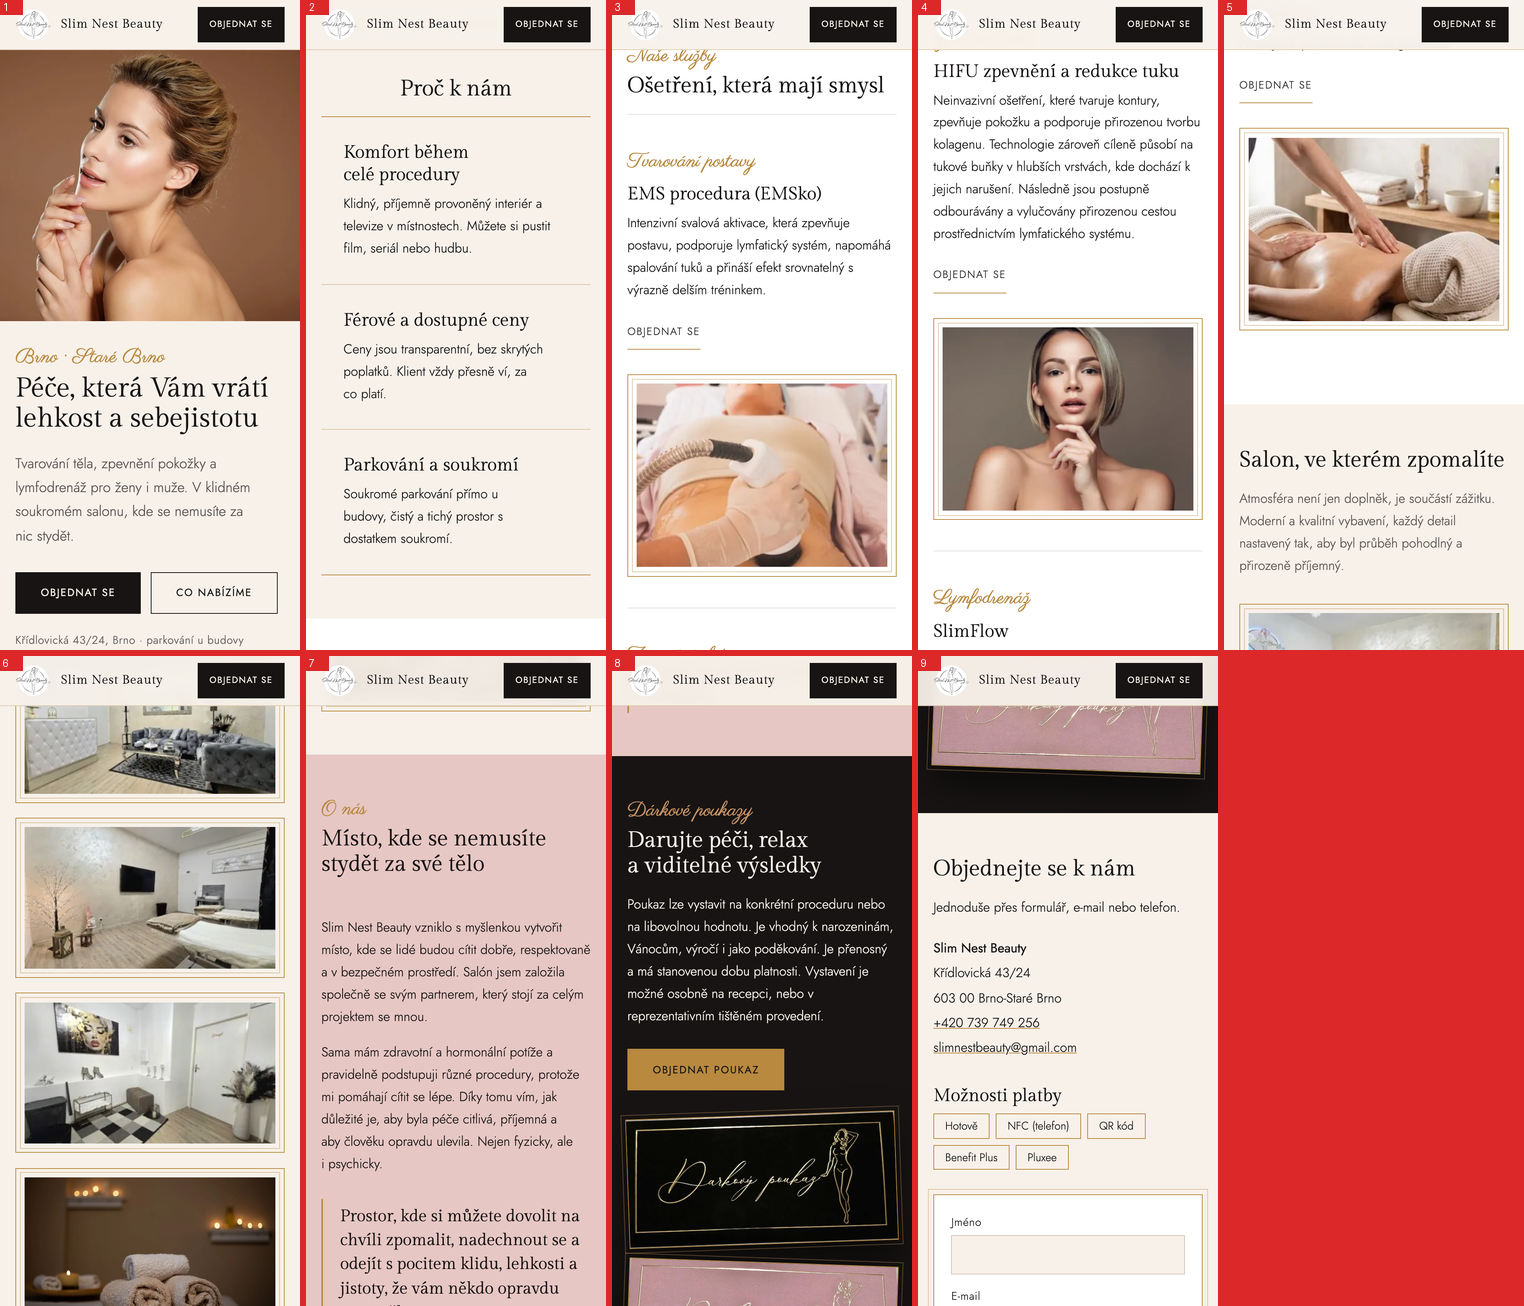 1
Slim Nest Beauty
OBJEDNAT SE
Brno · Staré Brno
Péče, která Vám vrátí
lehkost a sebejistotu
Tvarování těla, zpevnění pokožky a
lymfodrenáž pro ženy i muže. V klidném
soukromém salonu, kde se nemusíte za
nic stydět.
OBJEDNAT SE
CO NABÍZÍME
Křídlovická 43/24, Brno · parkování u budovy
2
Slim Nest Beauty
OBJEDNAT SE
Proč k nám
Komfort během
celé procedury
Klidný, příjemně provoněný interiér a
televize v místnostech. Můžete si pustit
film, seriál nebo hudbu.
Férové a dostupné ceny
Ceny jsou transparentní, bez skrytých
poplatků. Klient vždy přesně ví, za
co platí.
Parkování a soukromí
Soukromé parkování přímo u
budovy, čistý a tichý prostor s
dostatkem soukromí.
3
Slim Nest Beauty
OBJEDNAT SE
Naše služby
Ošetření, která mají smysl
Tvarování postavy
EMS procedura (EMSko)
Intenzivní svalová aktivace, která zpevňuje
postavu, podporuje lymfatický systém, napomáhá
spalování tuků a přináší efekt srovnatelný s
výrazně delším tréninkem.
OBJEDNAT SE
4
Slim Nest Beauty
OBJEDNAT SE
HIFU zpevnění a redukce tuku
Neinvazivní ošetření, které tvaruje kontury,
zpevňuje pokožku a podporuje přirozenou tvorbu
kolagenu. Technologie zároveň cíleně působí na
tukové buňky v hlubších vrstvách, kde dochází k
jejich narušení. Následně jsou postupně
odbourávány a vylučovány přirozenou cestou
prostřednictvím lymfatického systému.
OBJEDNAT SE
Lymfodrenáž
SlimFlow
5
Slim Nest Beauty
OBJEDNAT SE
OBJEDNAT SE
Salon, ve kterém zpomalíte
Atmosféra není jen doplněk, je součástí zážitku.
Moderní a kvalitní vybavení, každý detail
nastavený tak, aby byl průběh pohodlný a
přirozeně příjemný.
6
Slim Nest Beauty
OBJEDNAT SE
7
Slim Nest Beauty
OBJEDNAT SE
O nás
Místo, kde se nemusíte
stydět za své tělo
Slim Nest Beauty vzniklo s myšlenkou vytvořit
místo, kde se lidé budou cítit dobře, respektovaně
a v bezpečném prostředí. Salón jsem založila
společně se svým partnerem, který stojí za celým
projektem se mnou.
Sama mám zdravotní a hormonální potíže a
pravidelně podstupuji různé procedury, protože
mi pomáhají cítit se lépe. Díky tomu vím, jak
důležité je, aby byla péče citlivá, příjemná a
aby člověku opravdu ulevila. Nejen fyzicky, ale
i psychicky.
Prostor, kde si můžete dovolit na
chvíli zpomalit, nadechnout se a
odejít s pocitem klidu, lehkosti a
jistoty, že vám někdo opravdu
8
Slim Nest Beauty
OBJEDNAT SE
Dárkové poukazy
Darujte péči, relax
a viditelné výsledky
Poukaz lze vystavit na konkrétní proceduru nebo
na libovolnou hodnotu. Je vhodný k narozeninám,
Vánocům, výročí i jako poděkování. Je přenosný
a má stanovenou dobu platnosti. Vystavení je
možné osobně na recepci, nebo v
reprezentativním tištěném provedení.
OBJEDNAT POUKAZ
Darkový poukaz
9
Slim Nest Beauty
OBJEDNAT SE
Objednejte se k nám
Jednoduše přes formulář, e-mail nebo telefon.
Slim Nest Beauty
Křídlovická 43/24
603 00 Brno-Staré Brno
+420 739 749 256
slimnestbeauty@gmail.com
Možnosti platby
Hotově
NFC (telefon)
QR kód
Benefit Plus
Pluxee
Jméno
E-mail